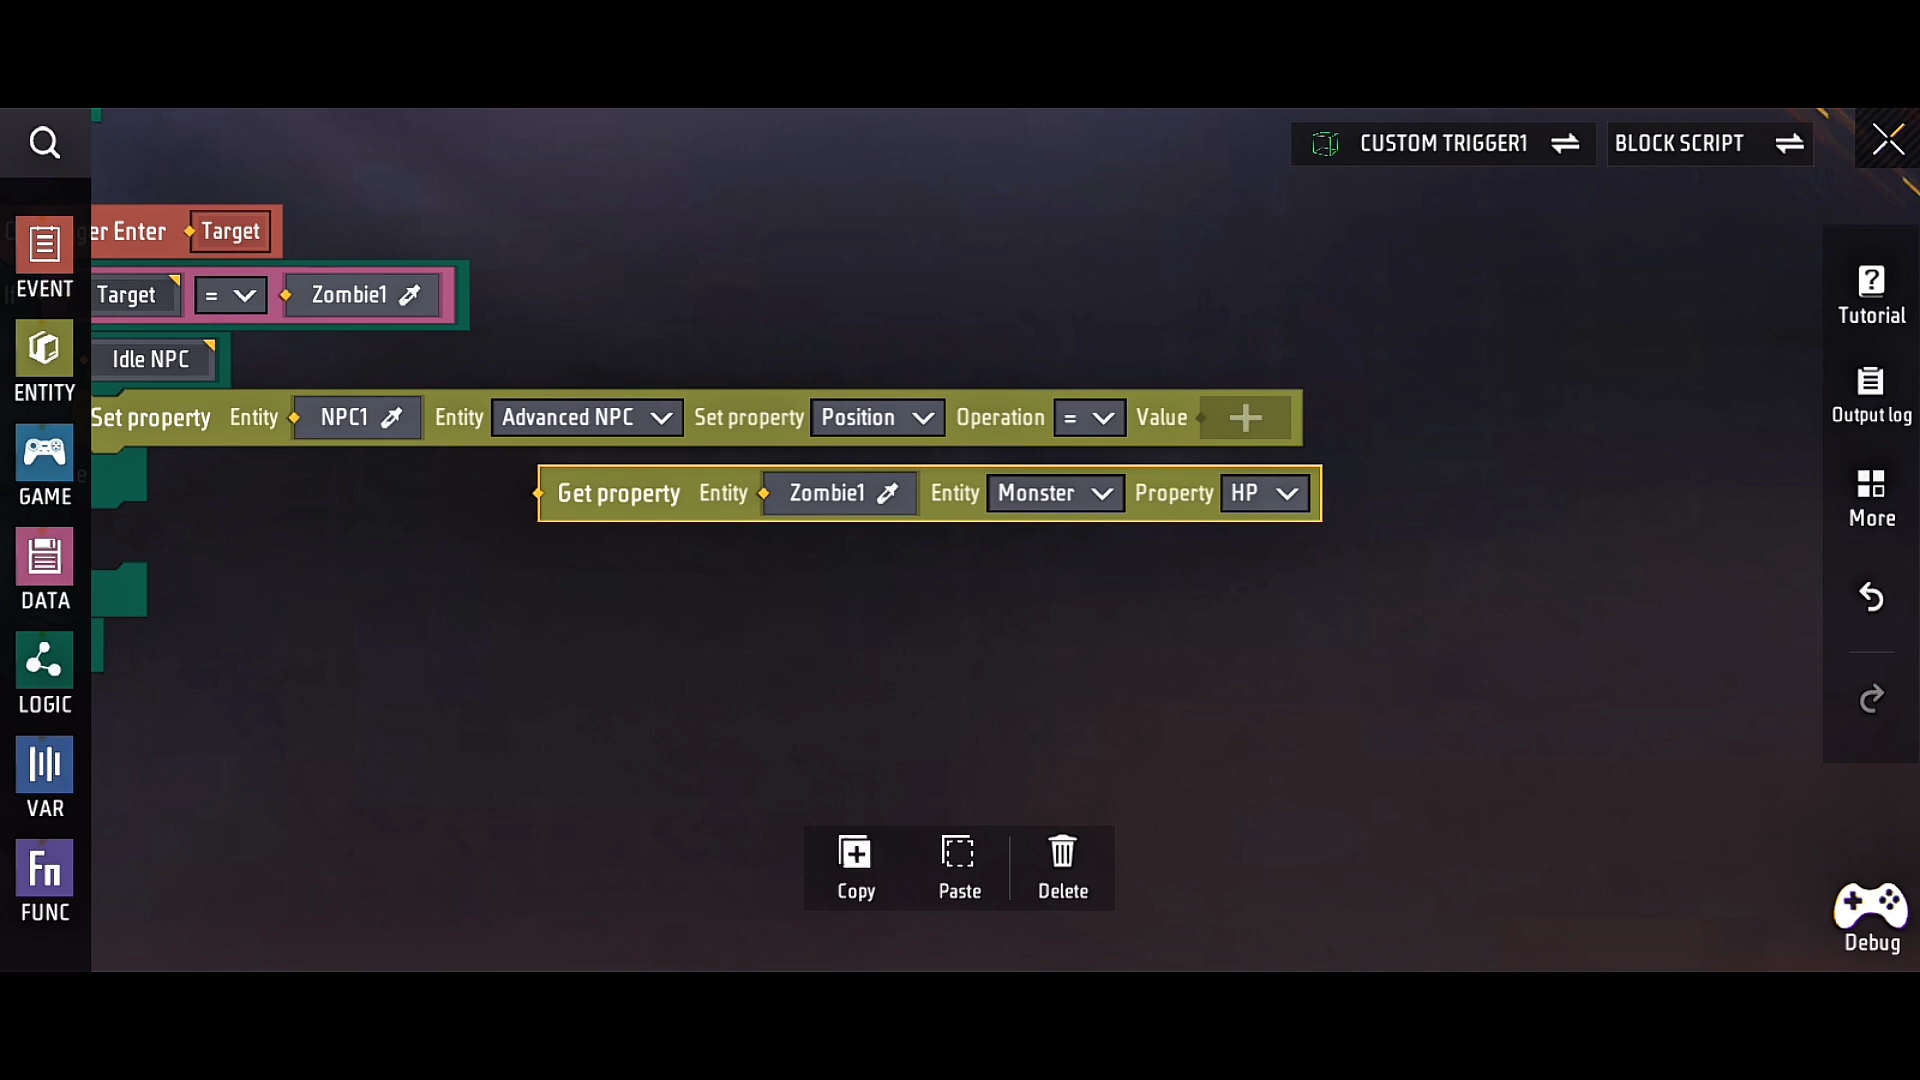 CUSTOM TRIGGER1
BLOCK SCRIPT
er Enter Target
EVENT
Target = Zombie1
Idle NPC
ENTITY
Set property Entity NPC1 Entity Advanced NPC Set property Position Operation = Value +
GAME
Get property Entity Zombie1 Entity Monster Property HP
DATA
LOGIC
VAR
Fn
FUNC
Tutorial
Output log
More
Copy
Paste
Delete
Debug